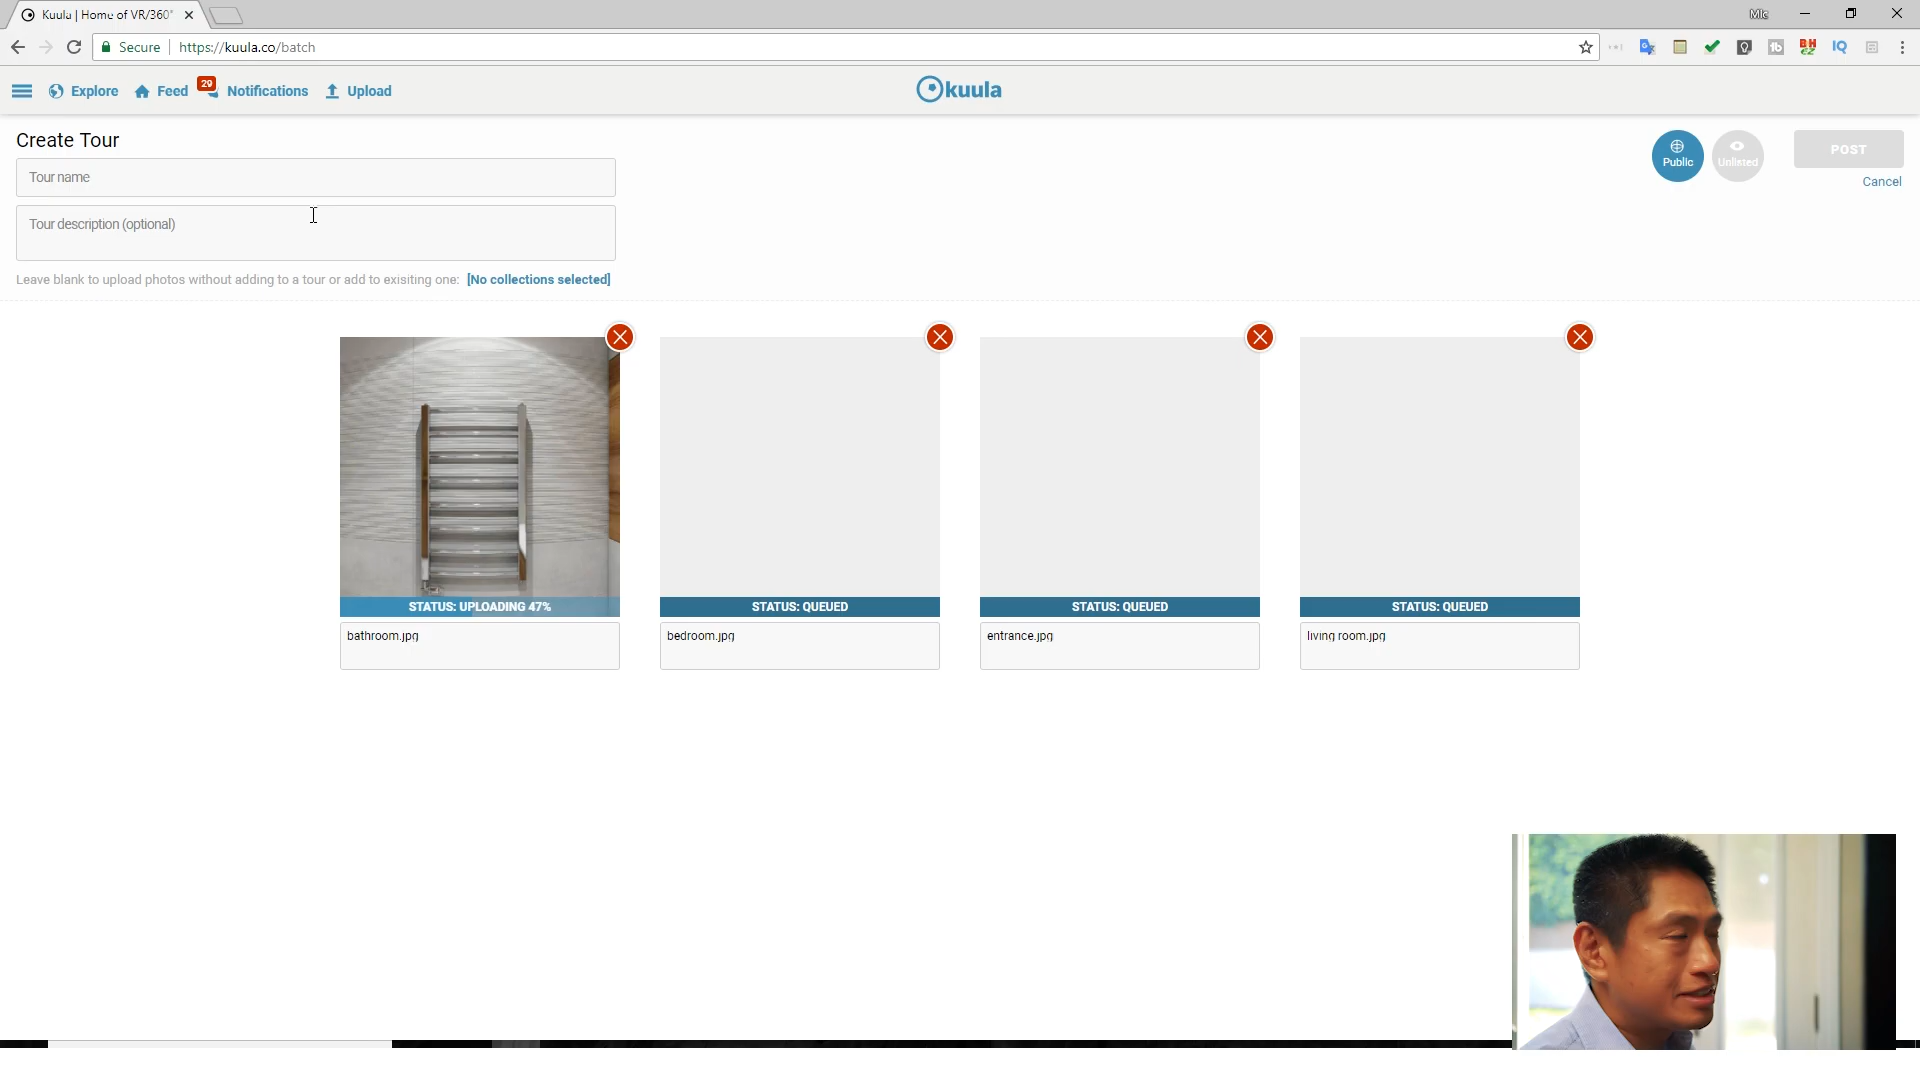 Kuula | Home of VR/360°
Mic
Secure
https://kuula.co/batch
Explore
Feed
29
Notifications
Upload
kuula
Create Tour
Tour name
Tour description (optional)
Leave blank to upload photos without adding to a tour or add to exisiting one: [No collections selected]
Public
Unlisted
POST
Cancel
STATUS: UPLOADING 47%
STATUS: QUEUED
STATUS: QUEUED
STATUS: QUEUED
bathroom.jpg
bedroom.jpg
entrance.jpg
living room.jpg